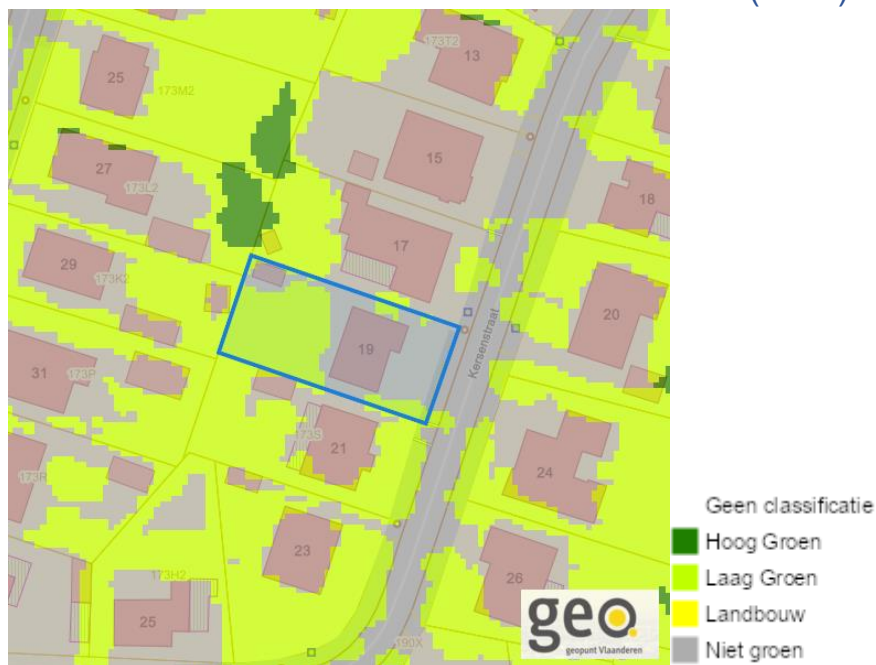 13
173T2
25
173M2
15
27
173L2
18
17
29
173K2
20
Kersenstraat
19
31
173P
173S
21
24
173R
23
26
173H2
25
190X
geo
geopunt Vlaanderen
Geen classificatie
Hoog Groen
Laag Groen
Landbouw
Niet groen